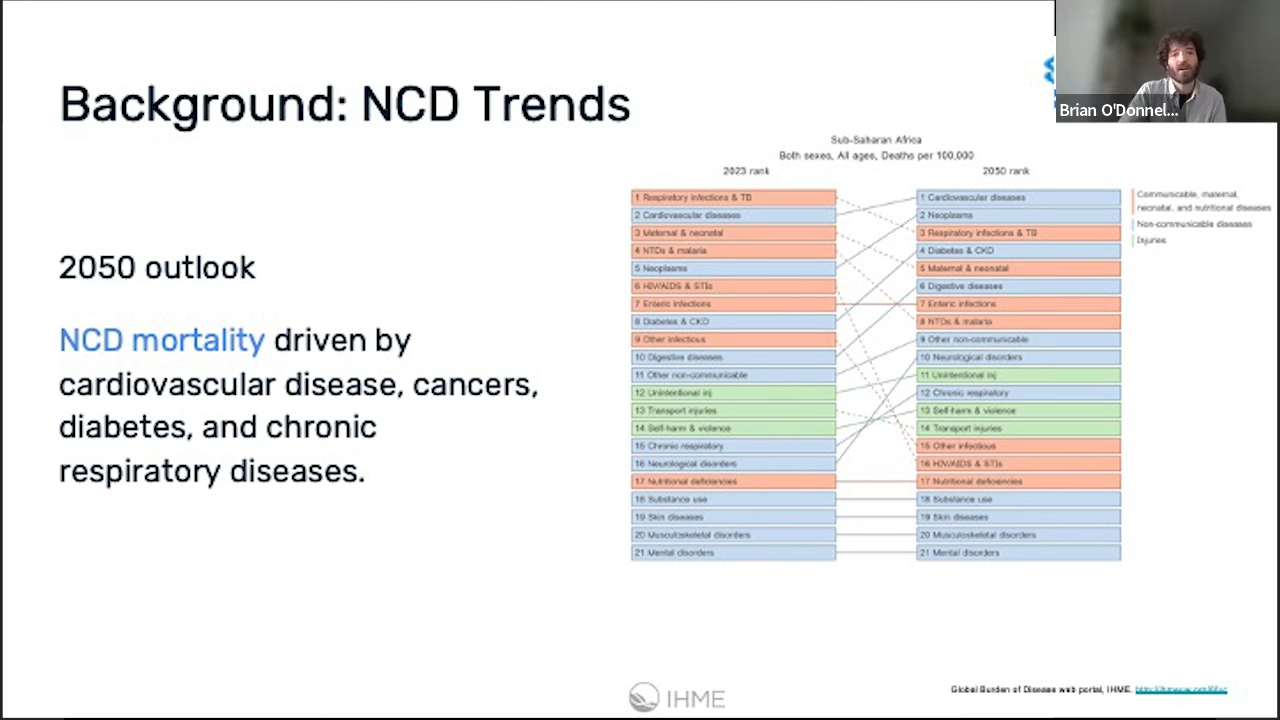 Background: NCD Trends
Brian O'Donnel...
2050 outlook
NCD mortality driven by
cardiovascular disease, cancers,
diabetes, and chronic
respiratory diseases.
Sub-Saharan Africa
Both sexes, All ages, Deaths per 100,000
2023 rank
1 Respiratory infections & TB
2 Cardiovascular diseases
3 Maternal & neonatal
4 NTDs & malaria
5 Neoplasms
6 HIV/AIDS & STIs
7 Enteric infections
8 Diabetes & CKD
9 Other infectious
10 Digestive diseases
11 Other non-communicable
12 Unintentional inj
13 Transport injuries
14 Self-harm & violence
15 Chronic respiratory
16 Neurological disorders
17 Nutritional deficiencies
18 Substance use
19 Skin diseases
20 Musculoskeletal disorders
21 Mental disorders
2050 rank
1 Cardiovascular diseases
2 Neoplasms
3 Respiratory infections & TB
4 Diabetes & CKD
5 Maternal & neonatal
6 Digestive diseases
7 Enteric infections
8 NTDs & malaria
9 Other non-communicable
10 Neurological disorders
11 Unintentional inj
12 Chronic respiratory
13 Self-harm & violence
14 Transport injuries
15 Other infectious
16 HIV/AIDS & STIs
17 Nutritional deficiencies
18 Substance use
19 Skin diseases
20 Musculoskeletal disorders
21 Mental disorders
Communicable, maternal,
neonatal, and nutritional diseases
Non-communicable diseases
Injuries
IHME
Global Burden of Disease web portal, IHME.